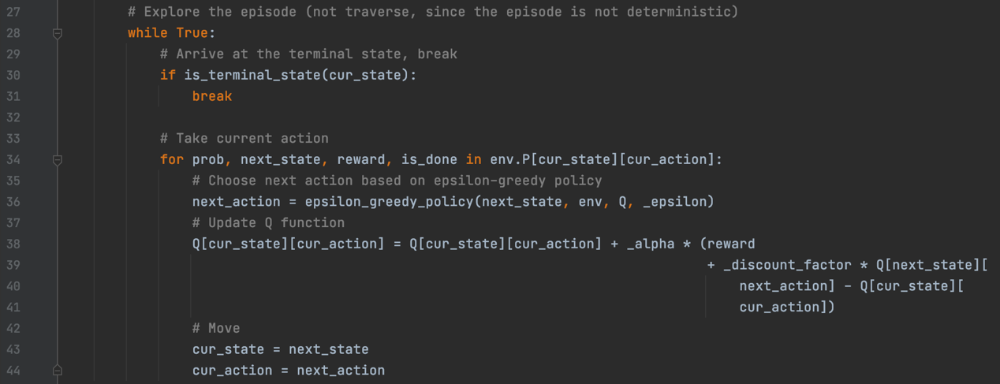 27 # Explore the episode (not traverse, since the episode is not deterministic)
28 while True:
29 # Arrive at the terminal state, break
30 if is_terminal_state(cur_state):
31 break
32
33 # Take current action
34 for prob, next_state, reward, is_done in env.P[cur_state][cur_action]:
35 # Choose next action based on epsilon-greedy policy
36 next_action = epsilon_greedy_policy(next_state, env, Q, _epsilon)
37 # Update Q function
38 Q[cur_state][cur_action] = Q[cur_state][cur_action] + _alpha * (reward
39 + _discount_factor * Q[next_state][
40 next_action] - Q[cur_state][
41 cur_action])
42 # Move
43 cur_state = next_state
44 cur_action = next_action